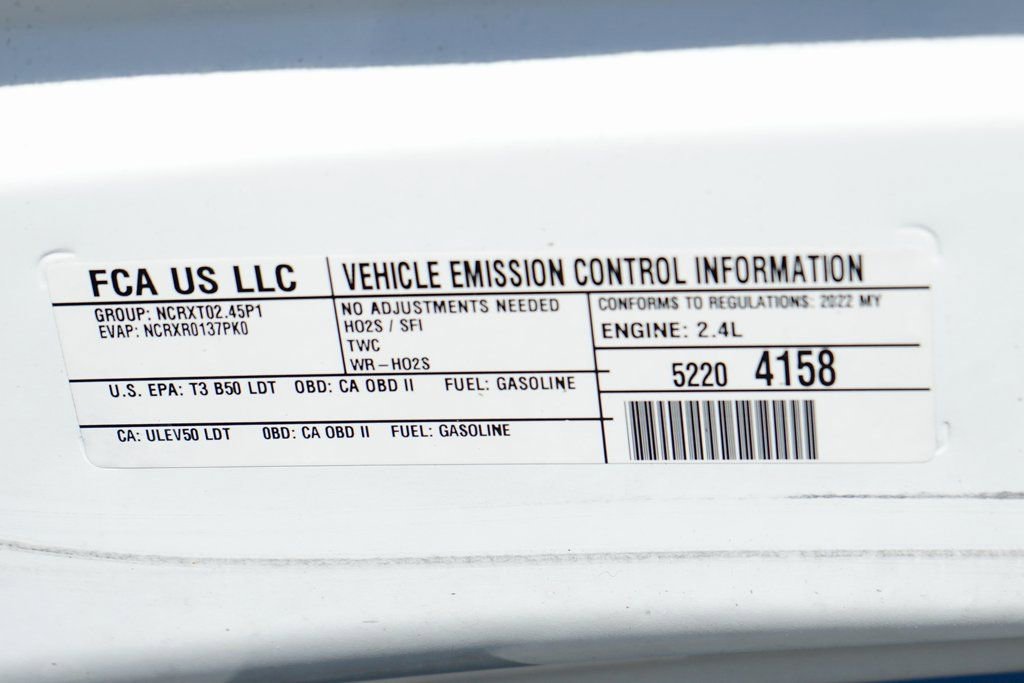 FCA US LLC
VEHICLE EMISSION CONTROL INFORMATION
GROUP: NCRXT02.45P1
EVAP: NCRXR0137PK0
NO ADJUSTMENTS NEEDED
HO2S / SFI
TWC
WR-HO2S
CONFORMS TO REGULATIONS: 2022 MY
ENGINE: 2.4L
5220 4158
U.S. EPA: T3 B50 LDT OBD: CA OBD II FUEL: GASOLINE
CA: ULEV50 LDT OBD: CA OBD II FUEL: GASOLINE